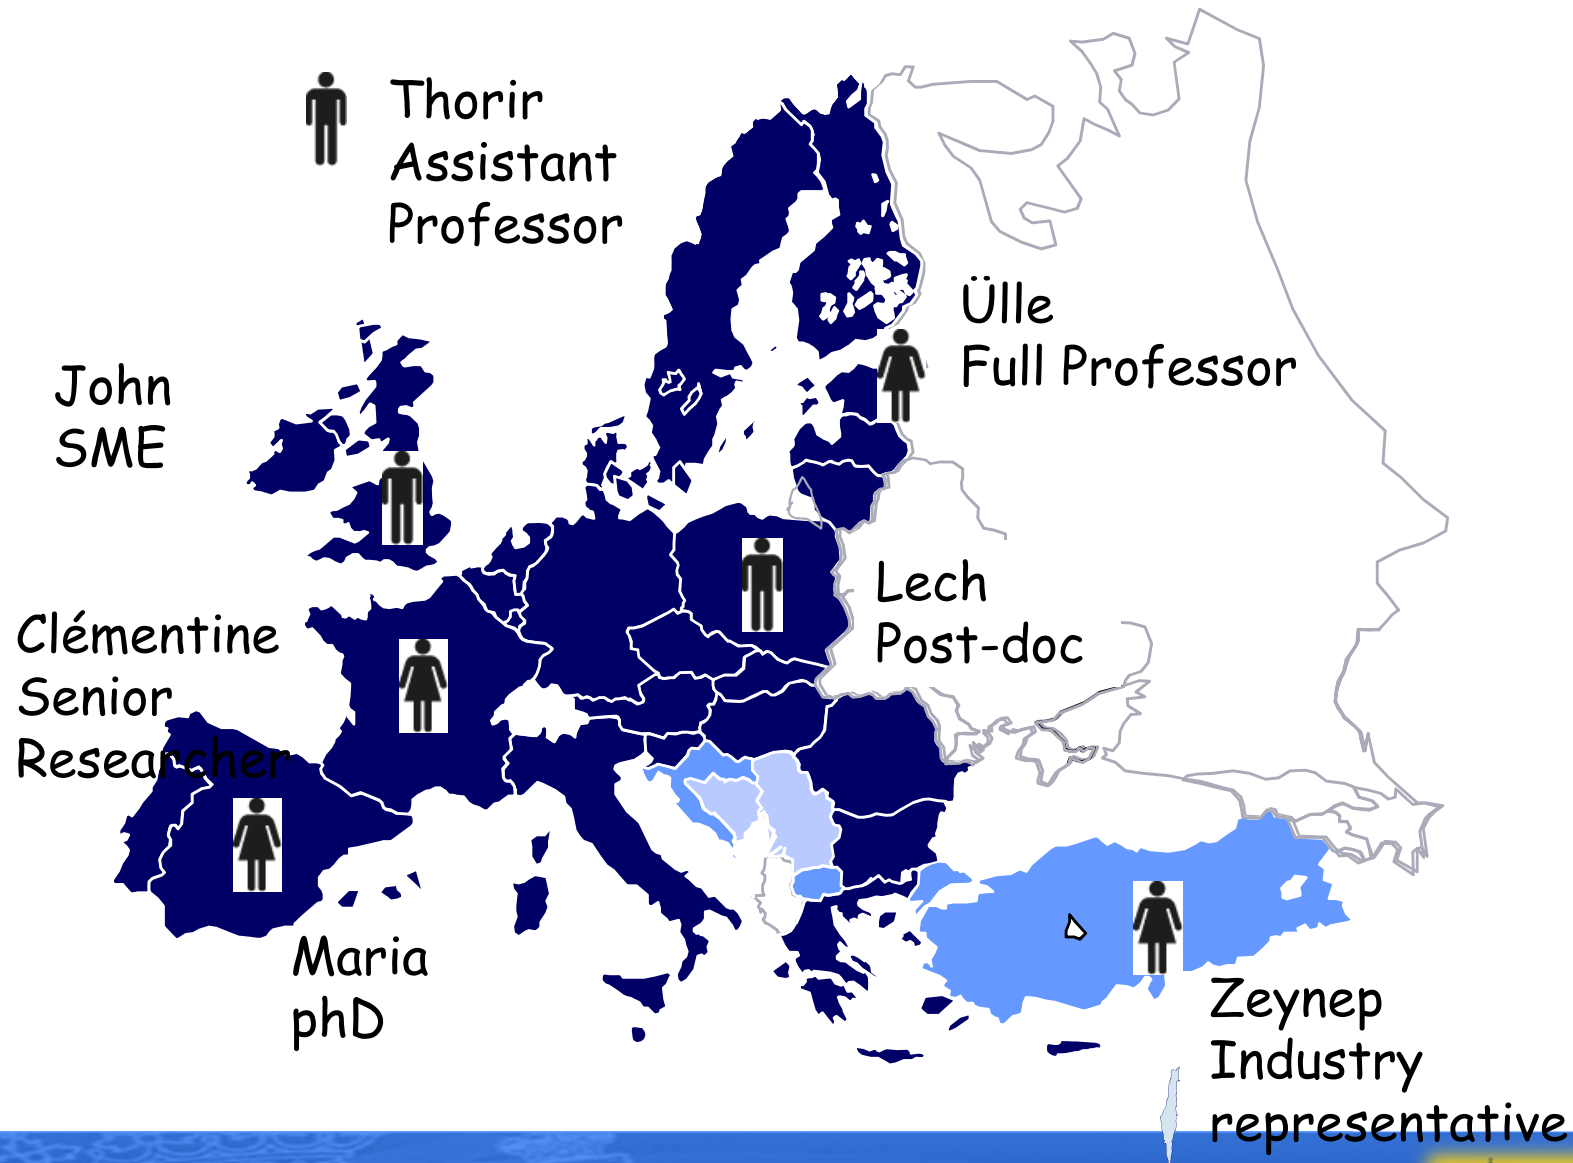 Thorir
Assistant
Professor
Ülle
Full Professor
John
SME
Lech
Post-doc
Clémentine
Senior
Researcher
Maria
phD
Zeynep
Industry
representative